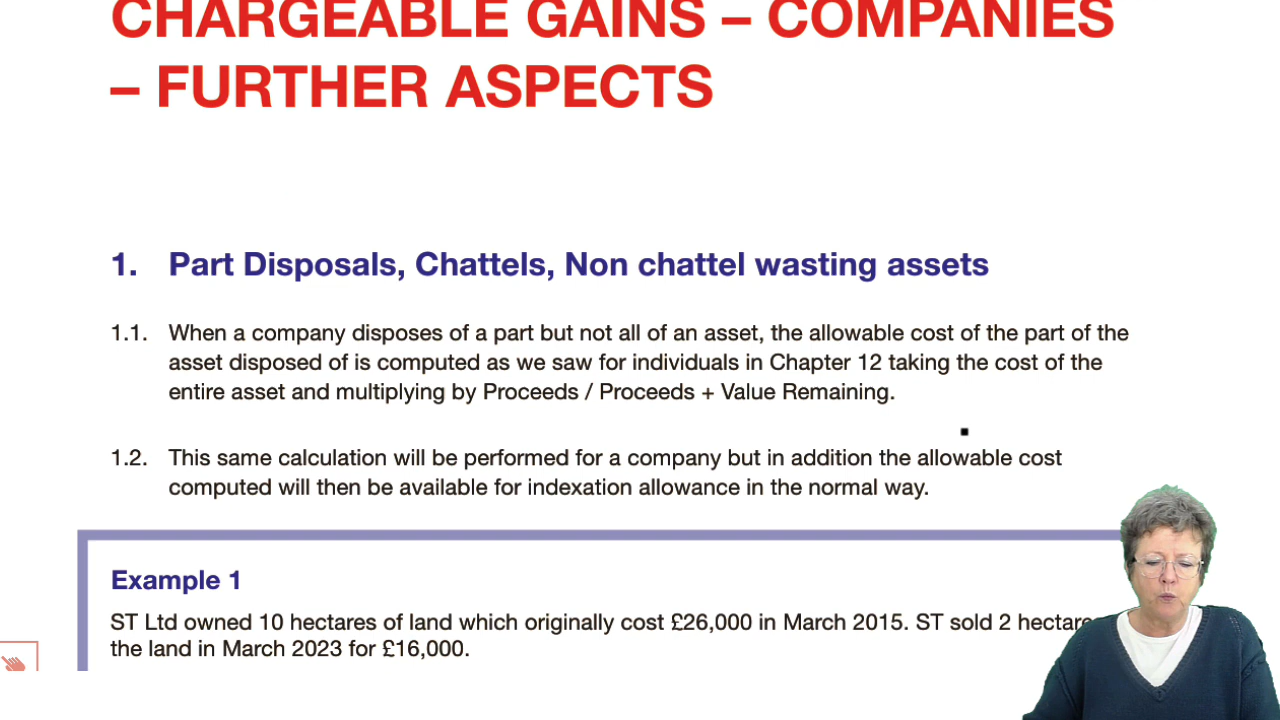 CHARGEABLE GAINS – COMPANIES
– FURTHER ASPECTS
1. Part Disposals, Chattels, Non chattel wasting assets
1.1. When a company disposes of a part but not all of an asset, the allowable cost of the part of the
asset disposed of is computed as we saw for individuals in Chapter 12 taking the cost of the
entire asset and multiplying by Proceeds / Proceeds + Value Remaining.
1.2. This same calculation will be performed for a company but in addition the allowable cost
computed will then be available for indexation allowance in the normal way.
Example 1
ST Ltd owned 10 hectares of land which originally cost £26,000 in March 2015. ST sold 2
the land in March 2023 for £16,000.